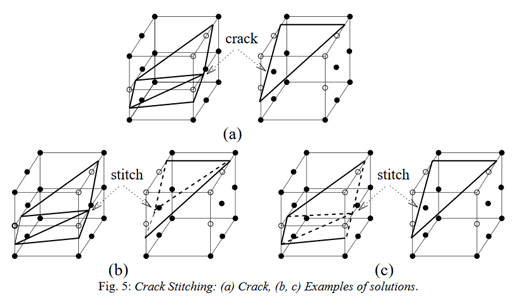 crack
(a)
stitch
stitch
(b)
(c)
Fig. 5: Crack Stitching: (a) Crack, (b, c) Examples of solutions.